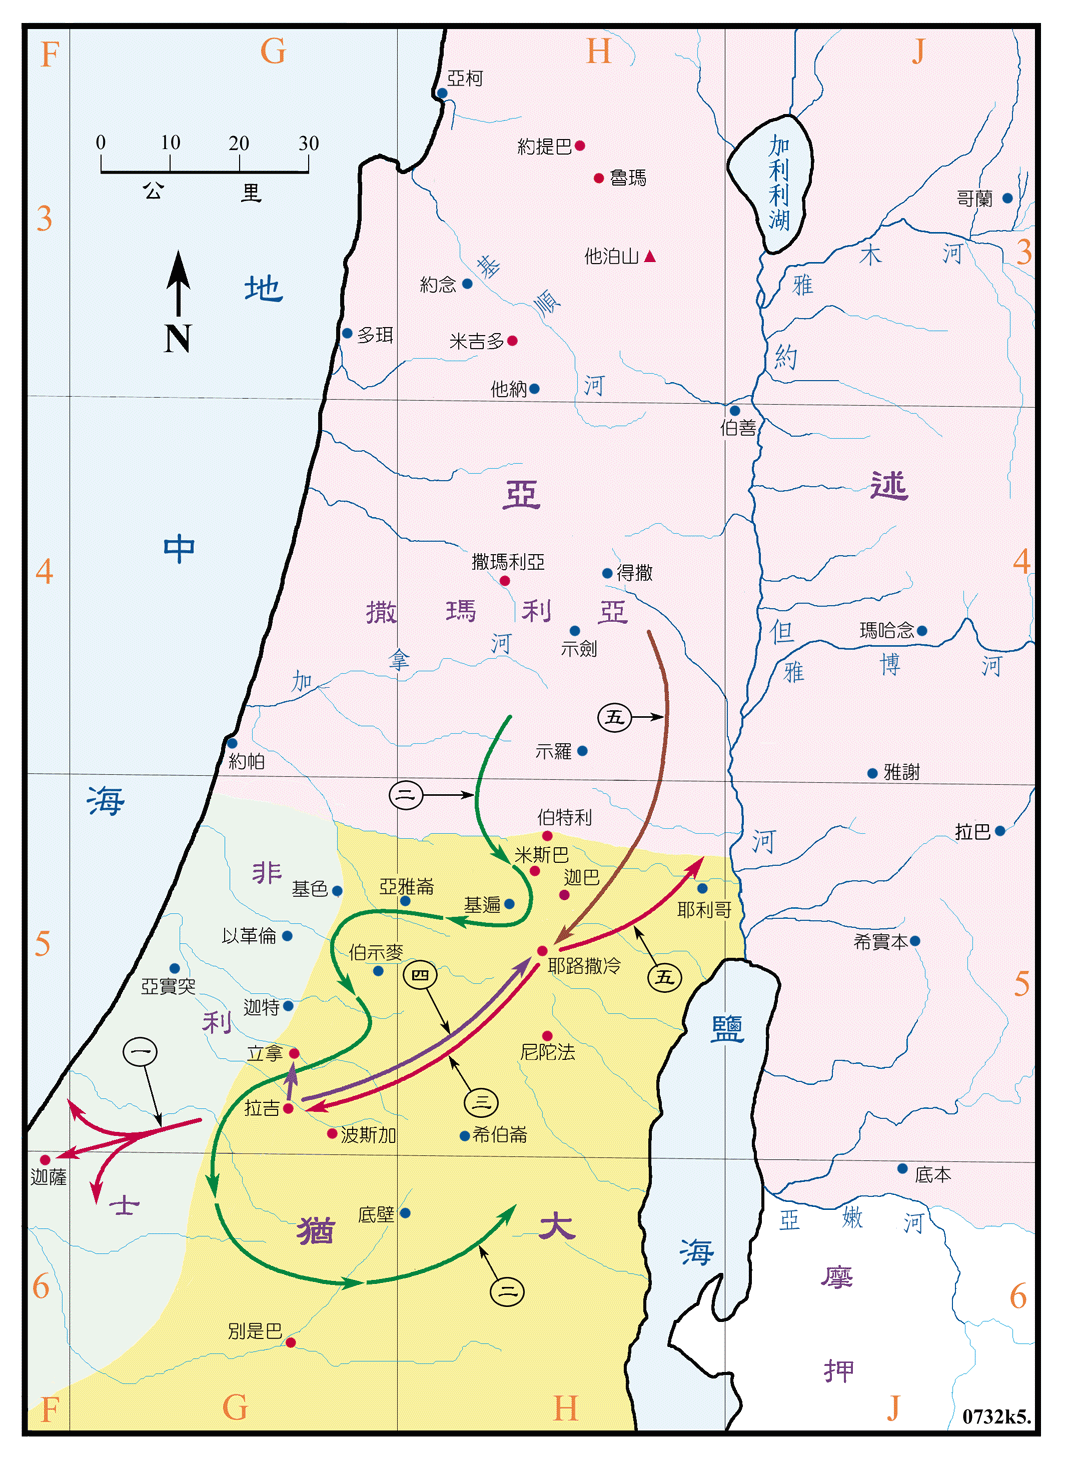 F G H J
亞柯
0 10 20 30
公里
約提巴
魯瑪
加利利湖
哥蘭
3
3
他泊山
雅木河
N
地
約念
基順河
多珥
米吉多
約
他納
伯善
亞述
中
4
4
撒瑪利亞
得撒
撒瑪利亞
但
瑪哈念
示劍
雅博河
加拿河
五
約帕
示羅
雅謝
海
二
伯特利
拉巴
河
米斯巴
非
基色
亞雅崙
迦巴
基遍
耶利哥
以革倫
希實本
5
伯示麥
四
耶路撒冷
五
亞實突
5
迦特
利
鹽
一
立拿
尼陀法
拉吉
三
波斯加
希伯崙
迦薩
底本
士
底壁
猶大
亞嫩河
海
6
二
摩
6
別是巴
押
F G H J
0732k5.